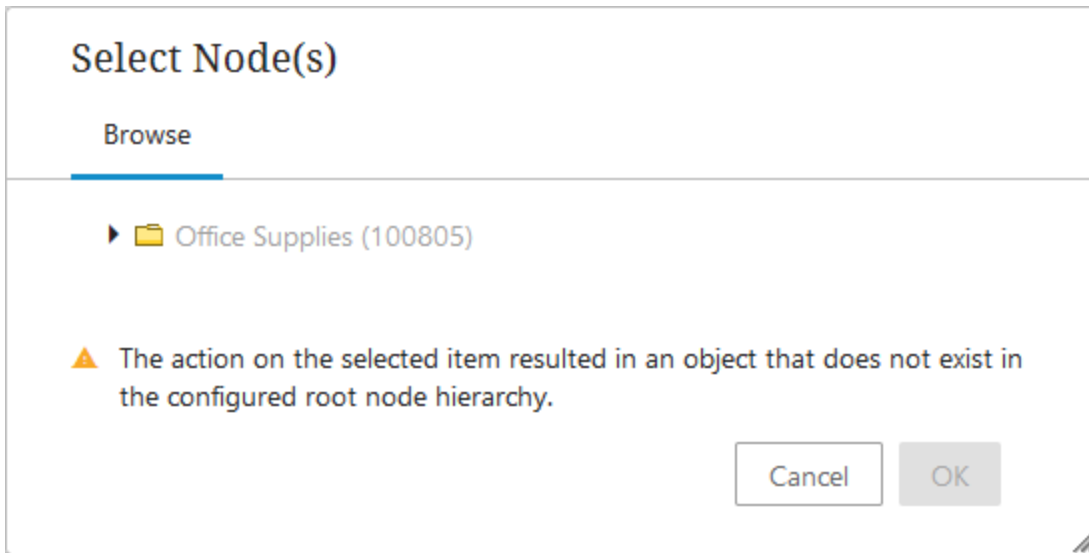 Select Node(s)
Browse
Office Supplies (100805)
The action on the selected item resulted in an object that does not exist in
the configured root node hierarchy.
Cancel OK